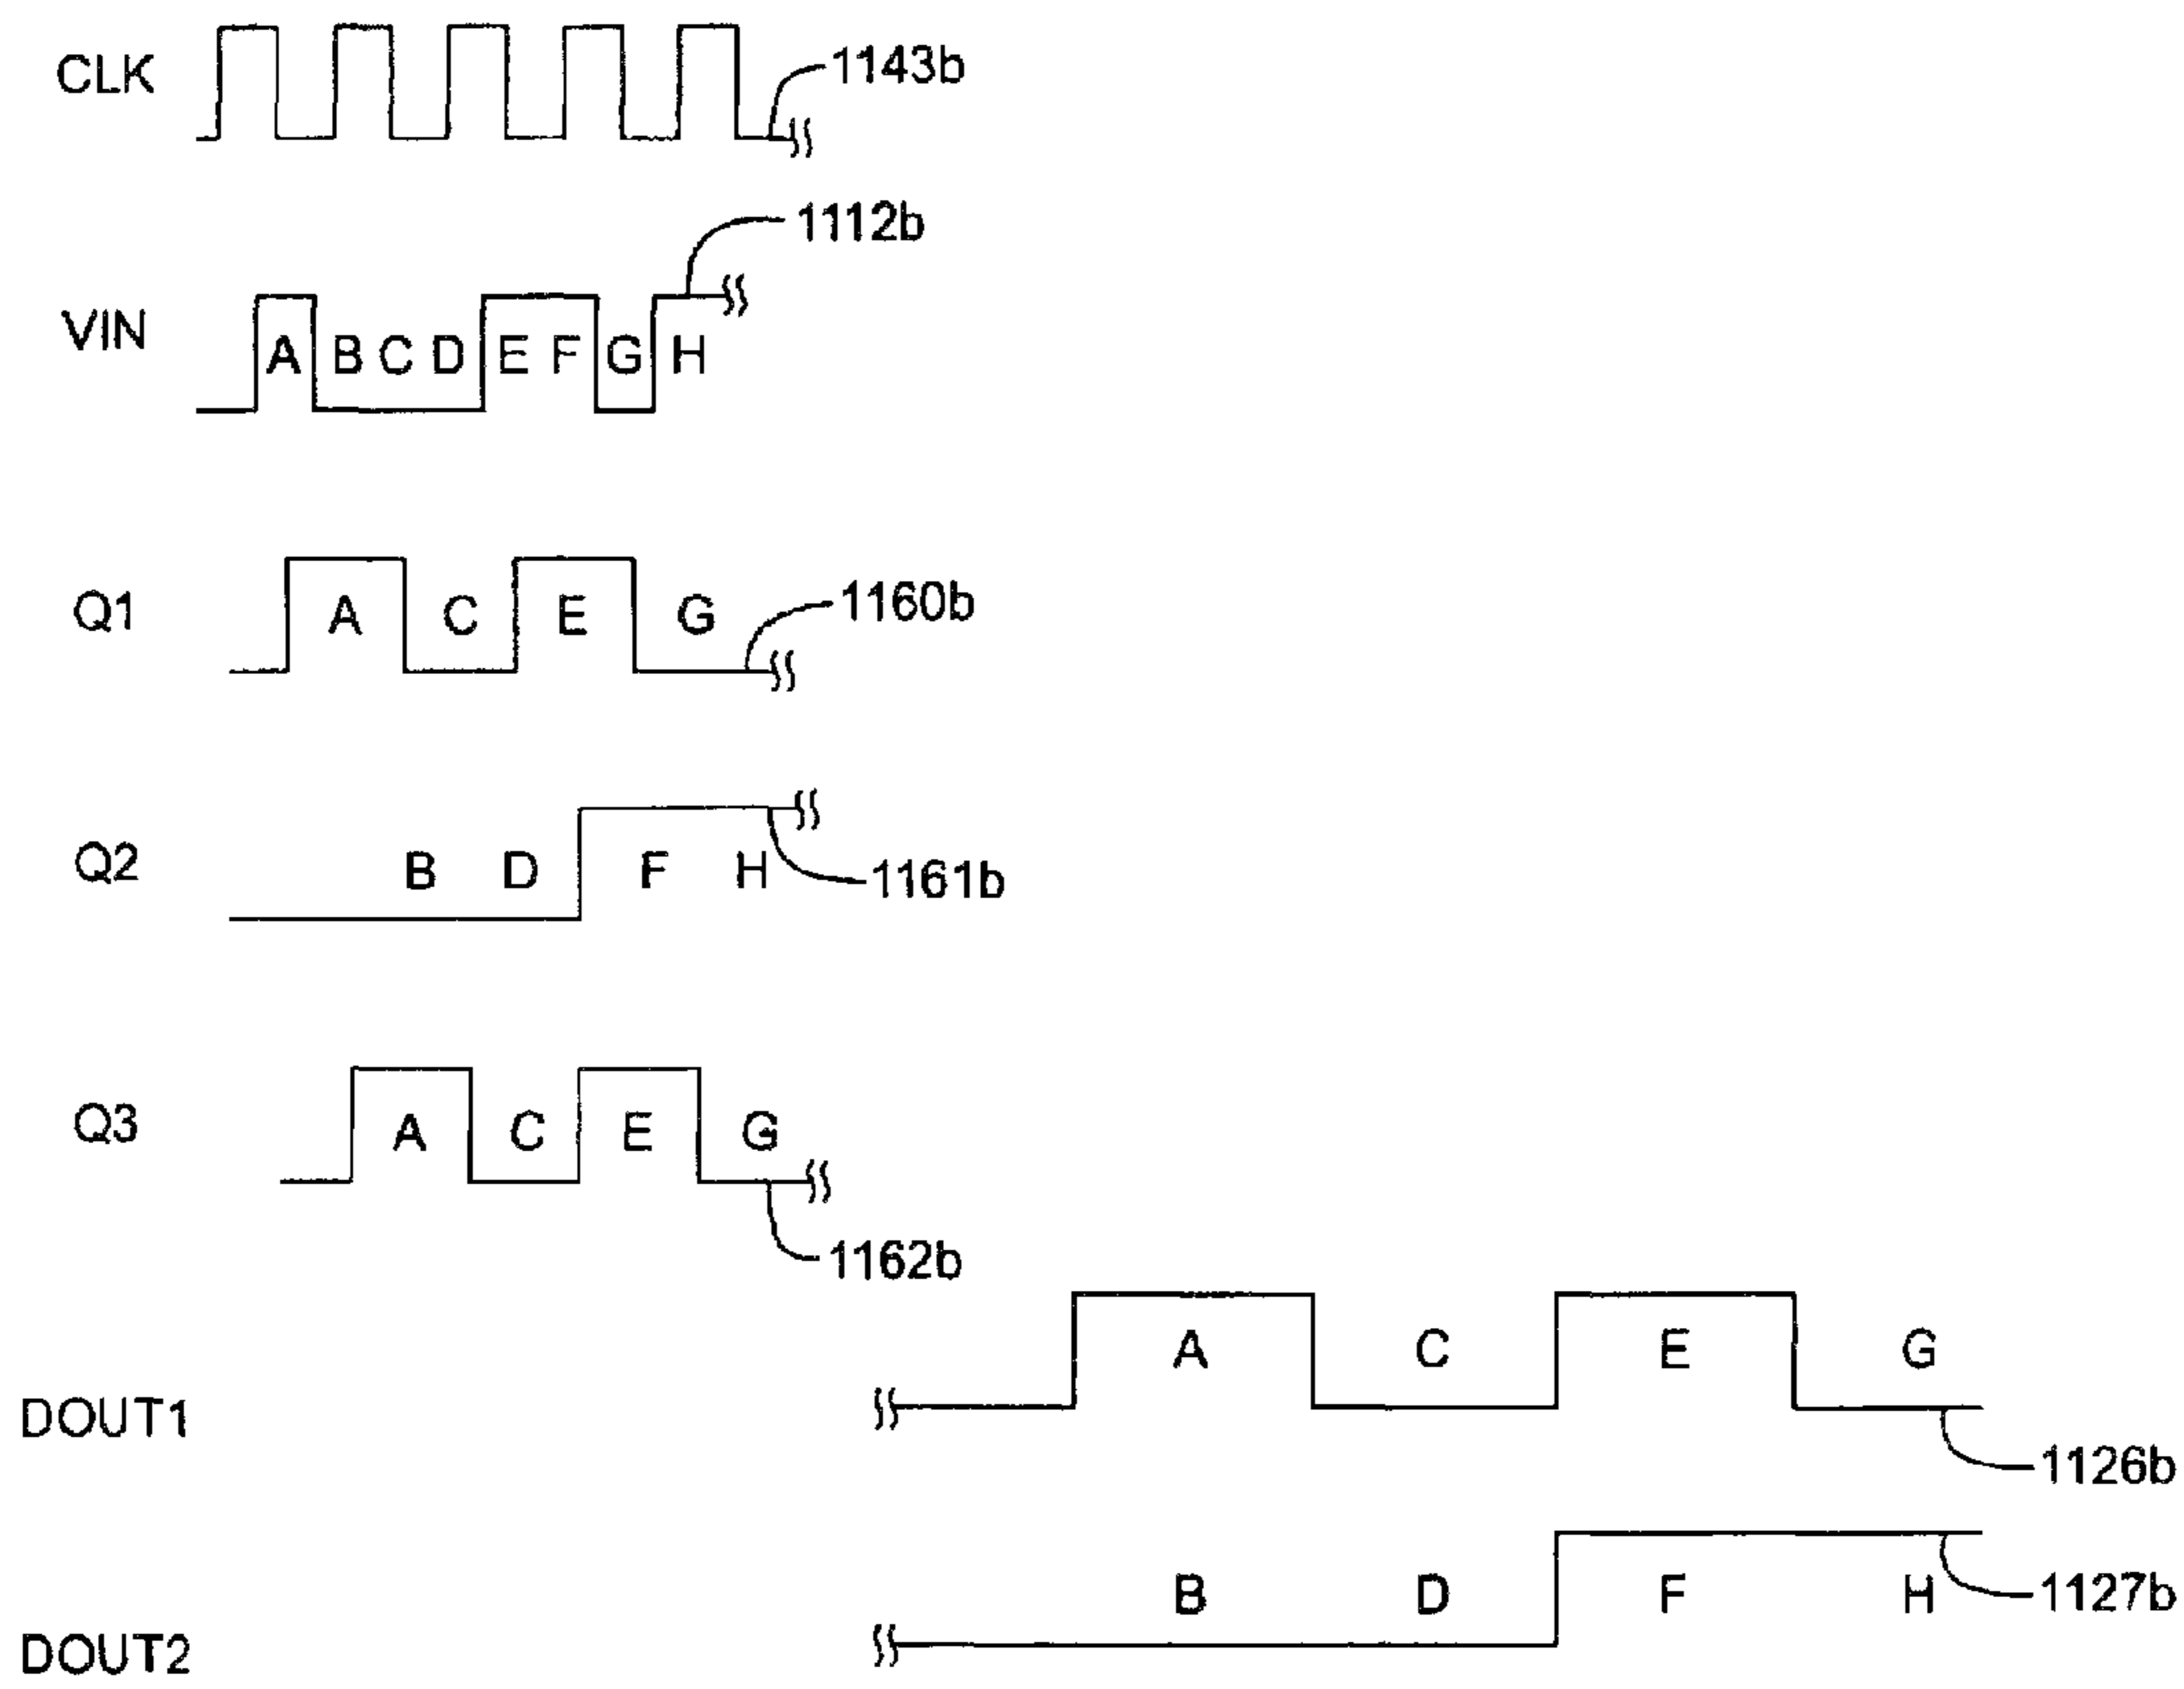 CLK
1143b
1112b
VIN
A B C D E F G H
Q1
A C E G
1160b
Q2
B D F H
1161b
Q3
A C E G
1162b
A C E G
DOUT1
1126b
B D F H
1127b
DOUT2